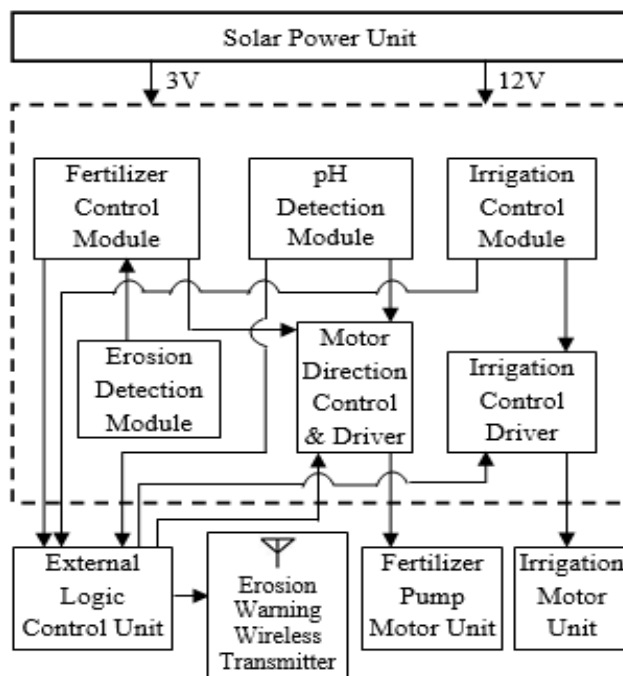 Solar Power Unit
3V
12V
Fertilizer
Control
Module
pH
Detection
Module
Irrigation
Control
Module
Erosion
Detection
Module
Motor
Direction
Control
& Driver
Irrigation
Control
Driver
External
Logic
Control Unit
Erosion
Warning
Wireless
Transmitter
Fertilizer
Pump
Motor Unit
Irrigation
Motor
Unit